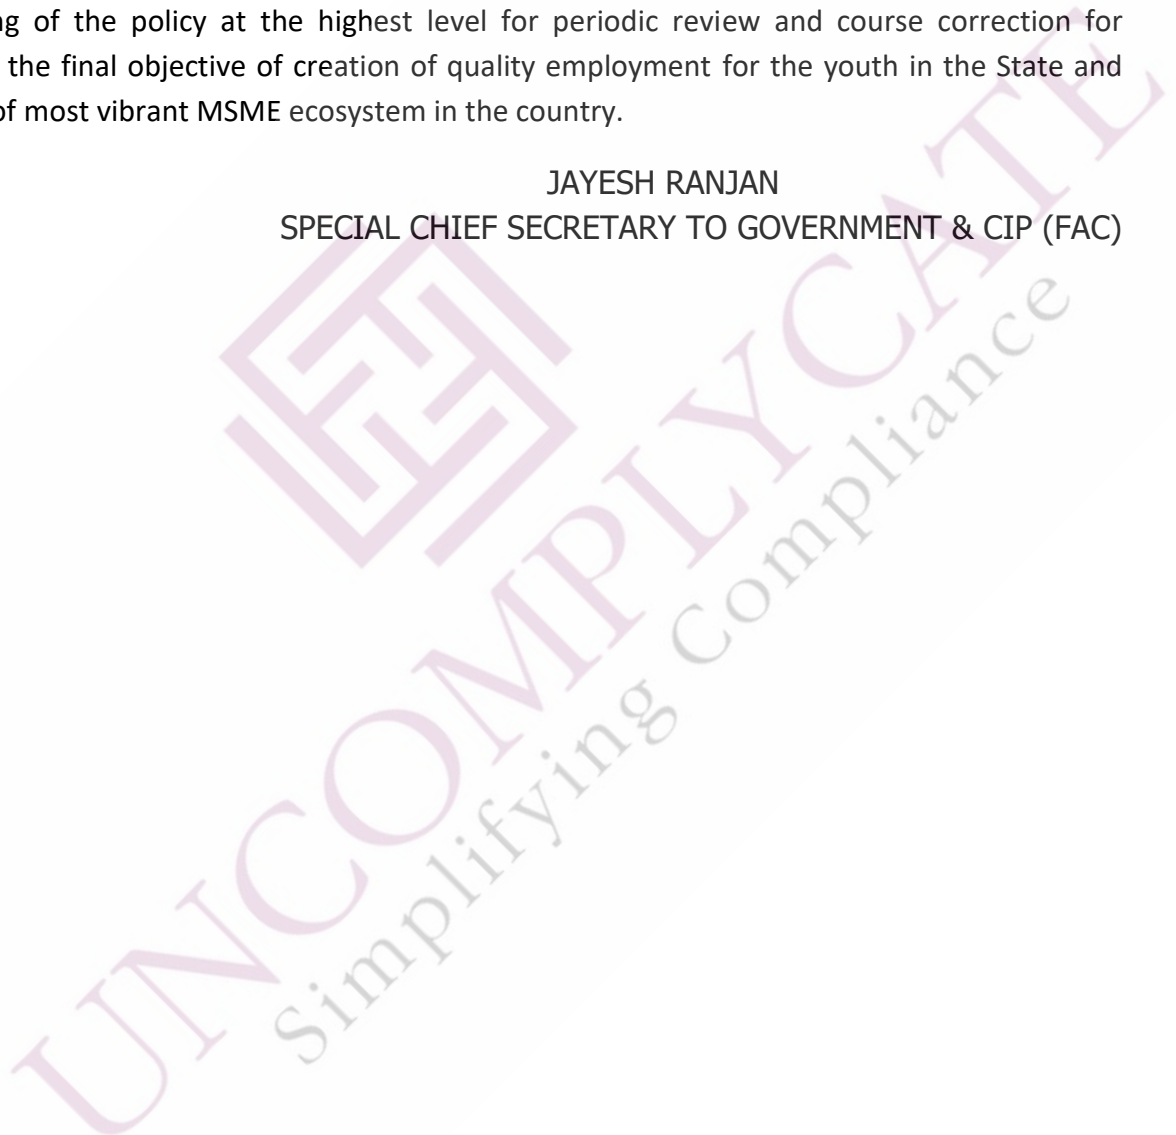 ng of the policy at the highest level for periodic review and course correction for
the final objective of creation of quality employment for the youth in the State and
of most vibrant MSME ecosystem in the country.
JAYESH RANJAN
SPECIAL CHIEF SECRETARY TO GOVERNMENT & CIP (FAC)
UNCOMPLYCATE
Simplifying Compliance